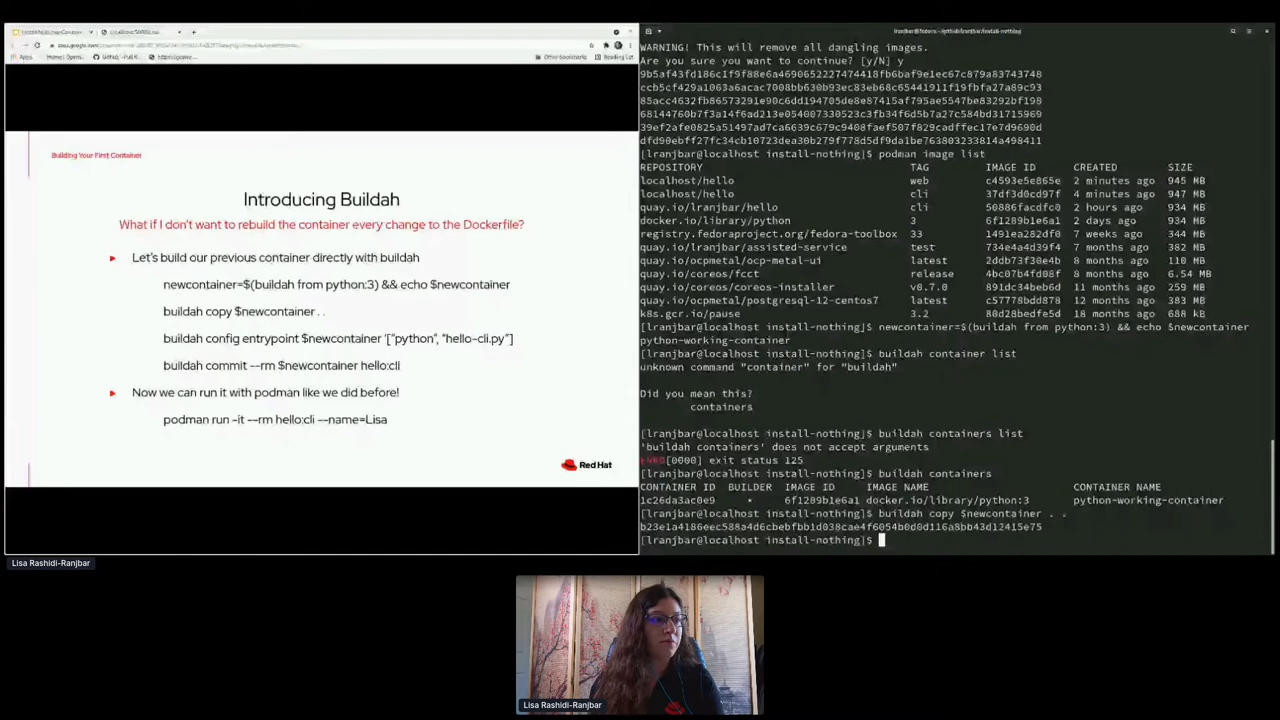 Building Your First Container
Introducing Buildah
What if I don't want to rebuild the container every change to the Dockerfile?
Let's build our previous container directly with buildah
newcontainer=$(buildah from python:3) && echo $newcontainer
buildah copy $newcontainer . .
buildah config entrypoint $newcontainer '["python", "hello-cli.py"]
buildah commit --rm $newcontainer hello:cli
Now we can run it with podman like we did before!
podman run -it --rm hello:cli --name=Lisa
Red Hat
Lisa Rashidi-Ranjbar
WARNING! This will remove all dangling images.
Are you sure you want to continue? [y/N] y
[lranjbar@localhost install-nothing]$ podman image list
REPOSITORY TAG IMAGE ID CREATED SIZE
localhost/hello web c4593e5e865e 2 minutes ago 945 MB
localhost/hello cli 37df3d0cd97f 4 minutes ago 947 MB
quay.io/lranjbar/hello cli 50886facdfc0 2 hours ago 934 MB
docker.io/library/python 3 6f1289b1e6a1 2 days ago 934 MB
registry.fedoraproject.org/fedora-toolbox 33 1491ea282df0 7 weeks ago 344 MB
quay.io/lranjbar/assisted-service test 734e4a4d39f4 7 months ago 382 MB
quay.io/ocpmetal/ocp-metal-ui latest 2ddb73f30e4b 8 months ago 110 MB
quay.io/coreos/fcct release 4bc07b4fd08f 8 months ago 6.54 MB
quay.io/coreos/coreos-installer v0.7.0 891dc34beb6d 11 months ago 259 MB
quay.io/ocpmetal/postgresql-12-centos7 latest c57778bdd878 12 months ago 383 MB
k8s.gcr.io/pause 3.2 80d28bedfe5d 18 months ago 688 kB
[lranjbar@localhost install-nothing]$ newcontainer=$(buildah from python:3) && echo $newcontainer
python-working-container
[lranjbar@localhost install-nothing]$ buildah container list
unknown command "container" for "buildah"
Did you mean this?
containers
[lranjbar@localhost install-nothing]$ buildah containers list
'buildah containers' does not accept arguments
ERRO[0000] exit status 125
[lranjbar@localhost install-nothing]$ buildah containers
CONTAINER ID BUILDER IMAGE ID IMAGE NAME CONTAINER NAME
1c26da3ac0e9 * 6f1289b1e6a1 docker.io/library/python:3 python-working-container
[lranjbar@localhost install-nothing]$ buildah copy $newcontainer . .
[lranjbar@localhost install-nothing]$
Lisa Rashidi-Ranjbar